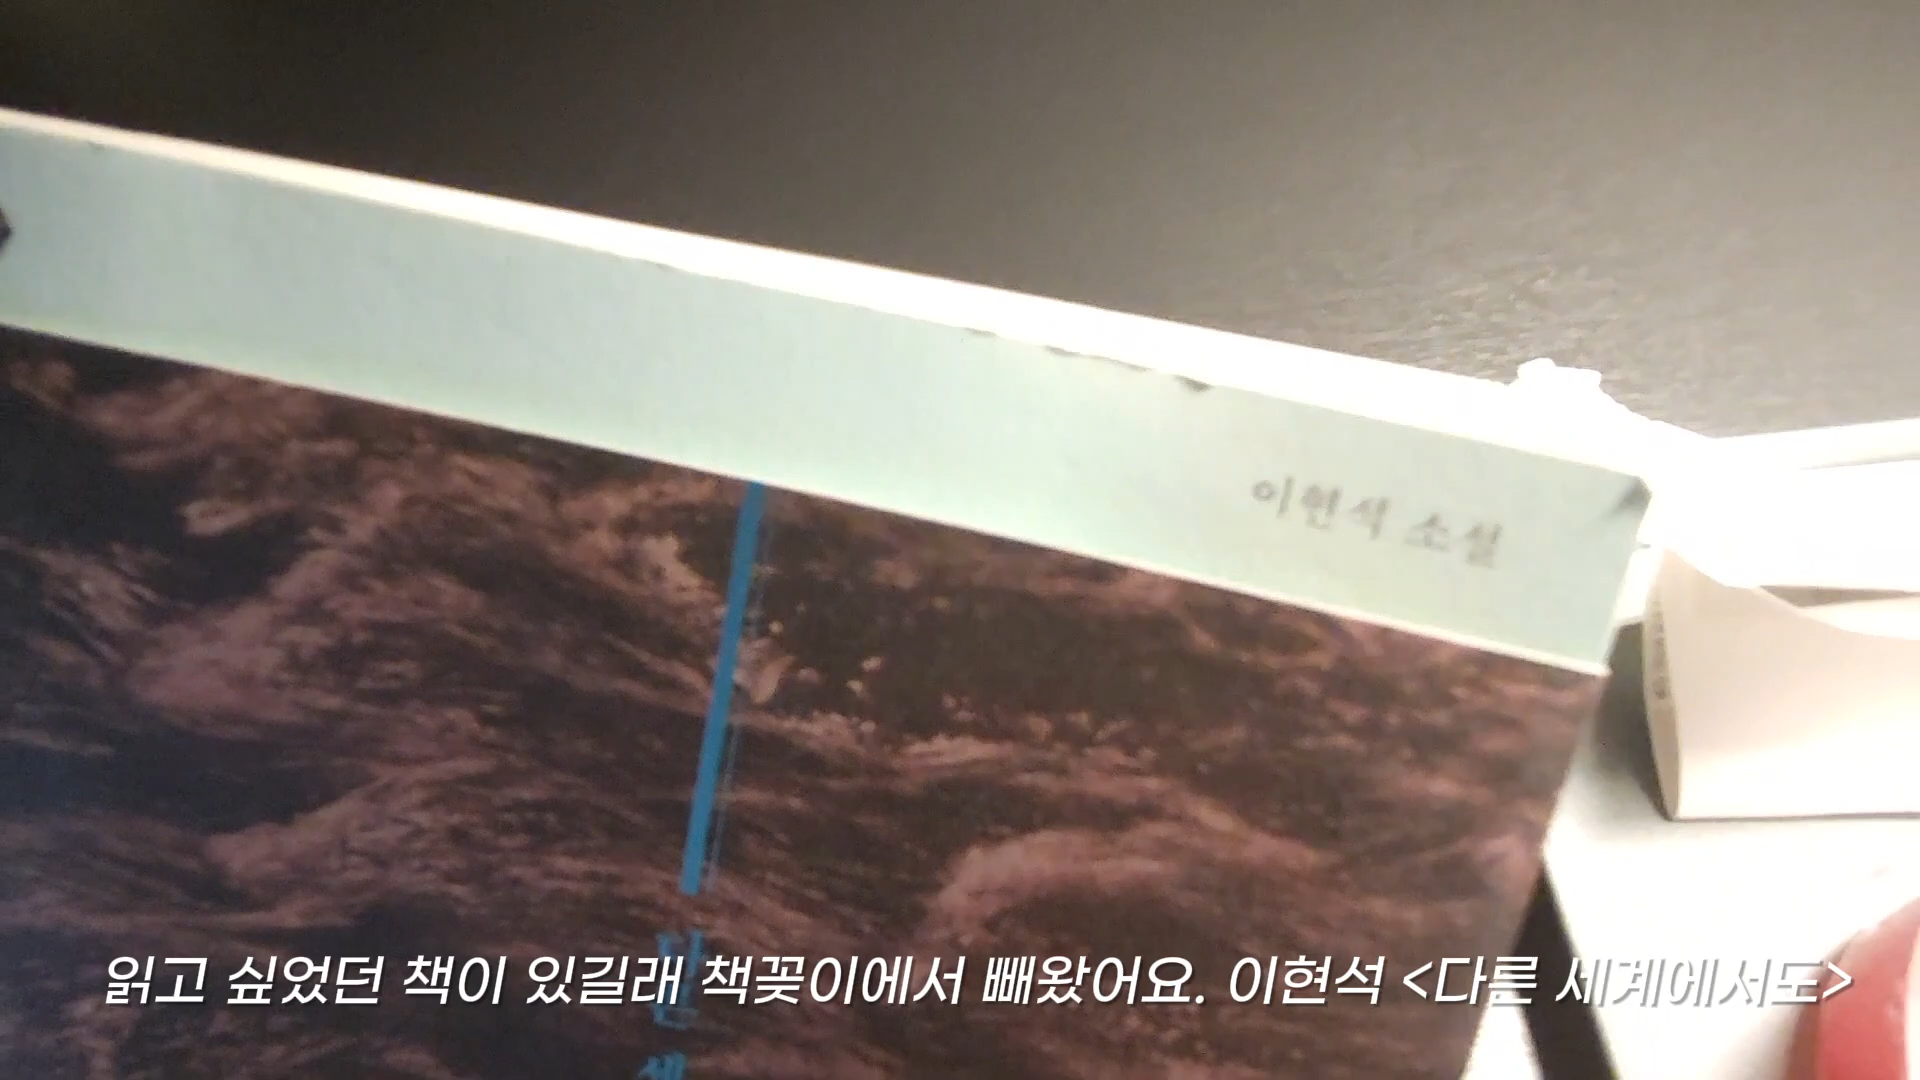 이현석 소설
읽고 싶었던 책이 있길래 책꽂이에서 빼왔어요. 이현석 <다른 세계에서도>